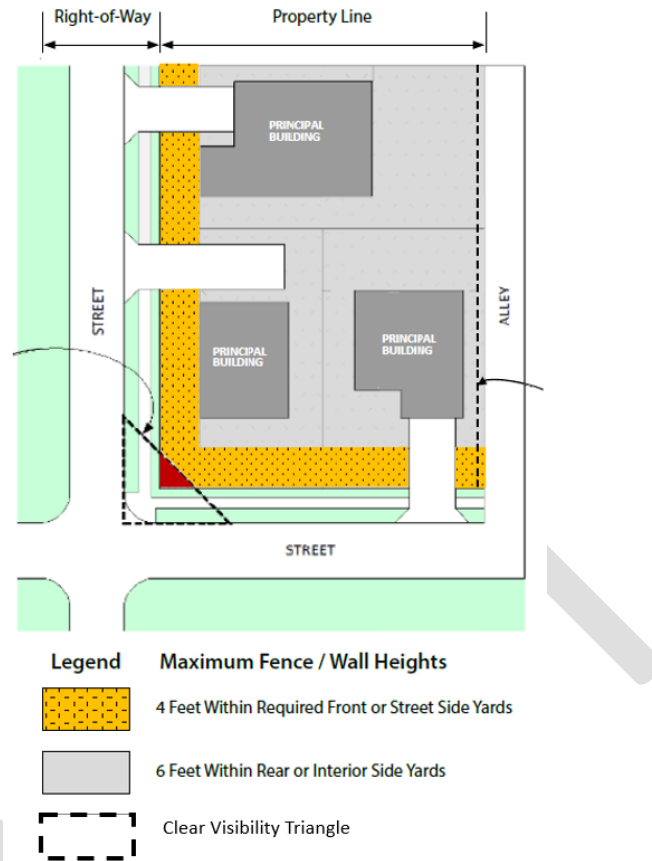 Right-of-Way
Property Line
PRINCIPAL
BUILDING
STREET
ALLEY
PRINCIPAL
BUILDING
PRINCIPAL
BUILDING
STREET
Legend
Maximum Fence / Wall Heights
4 Feet Within Required Front or Street Side Yards
6 Feet Within Rear or Interior Side Yards
Clear Visibility Triangle